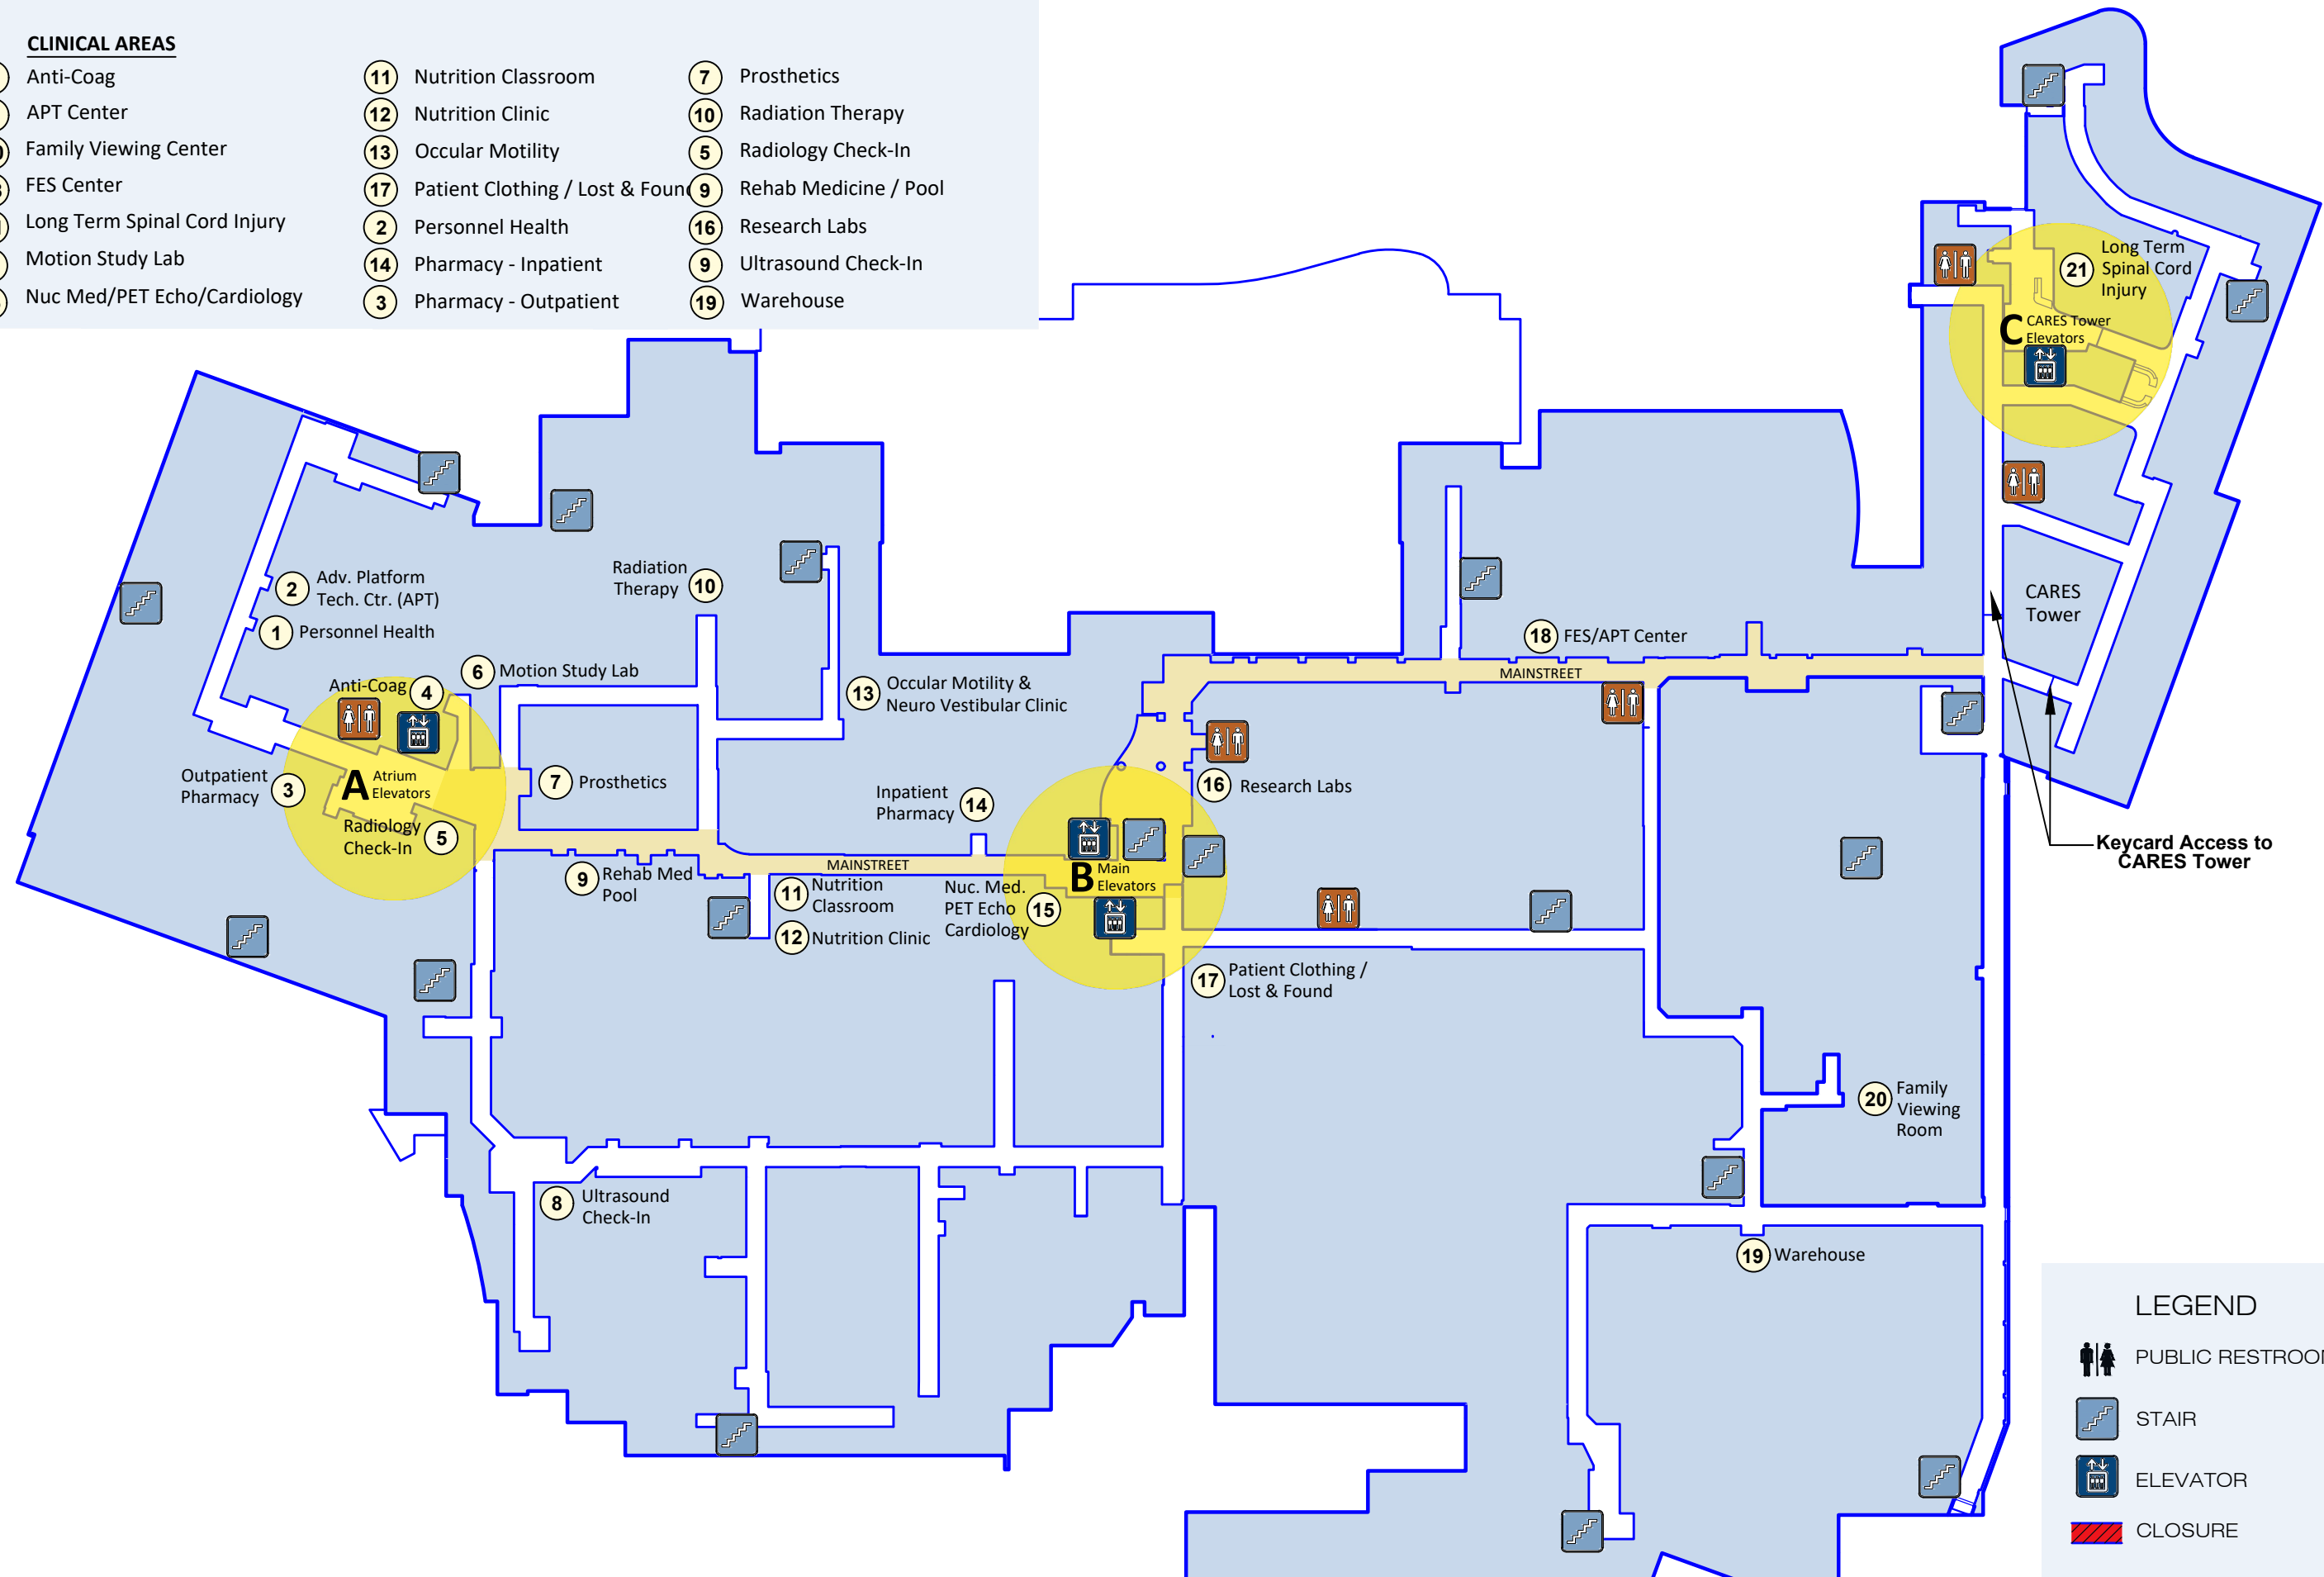 CLINICAL AREAS
Anti-Coag
APT Center
Family Viewing Center
FES Center
Long Term Spinal Cord Injury
Motion Study Lab
Nuc Med/PET Echo/Cardiology
11 Nutrition Classroom
12 Nutrition Clinic
13 Occular Motility
17 Patient Clothing / Lost & Found
2 Personnel Health
14 Pharmacy - Inpatient
3 Pharmacy - Outpatient
7 Prosthetics
10 Radiation Therapy
5 Radiology Check-In
9 Rehab Medicine / Pool
16 Research Labs
9 Ultrasound Check-In
19 Warehouse
21 Long Term
Spinal Cord
Injury
C CARES Tower
Elevators
CARES
Tower
Keycard Access to
CARES Tower
2 Adv. Platform
Tech. Ctr. (APT)
1 Personnel Health
Radiation
Therapy 10
6 Motion Study Lab
Anti-Coag 4
13 Occular Motility &
Neuro Vestibular Clinic
18 FES/APT Center
MAINSTREET
Outpatient
Pharmacy 3
A Atrium
Elevators
7 Prosthetics
Radiology
Check-In 5
Inpatient
Pharmacy 14
16 Research Labs
MAINSTREET
9 Rehab Med
Pool
11 Nutrition
Classroom
12 Nutrition Clinic
B Main
Elevators
Nuc. Med.
PET Echo
Cardiology 15
17 Patient Clothing /
Lost & Found
20 Family
Viewing
Room
8 Ultrasound
Check-In
19 Warehouse
LEGEND
PUBLIC RESTROOM
STAIR
ELEVATOR
CLOSURE